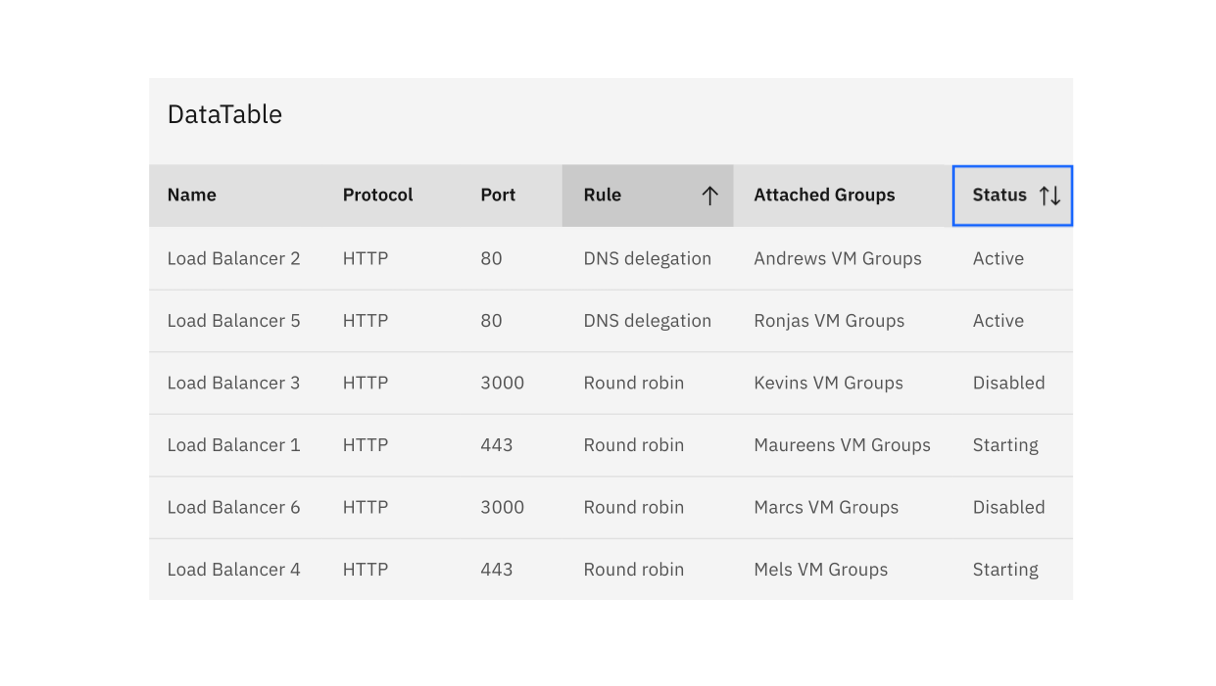 DataTable
Name Protocol Port Rule Attached Groups Status
Load Balancer 2 HTTP 80 DNS delegation Andrews VM Groups Active
Load Balancer 5 HTTP 80 DNS delegation Ronjas VM Groups Active
Load Balancer 3 HTTP 3000 Round robin Kevins VM Groups Disabled
Load Balancer 1 HTTP 443 Round robin Maureens VM Groups Starting
Load Balancer 6 HTTP 3000 Round robin Marcs VM Groups Disabled
Load Balancer 4 HTTP 443 Round robin Mels VM Groups Starting